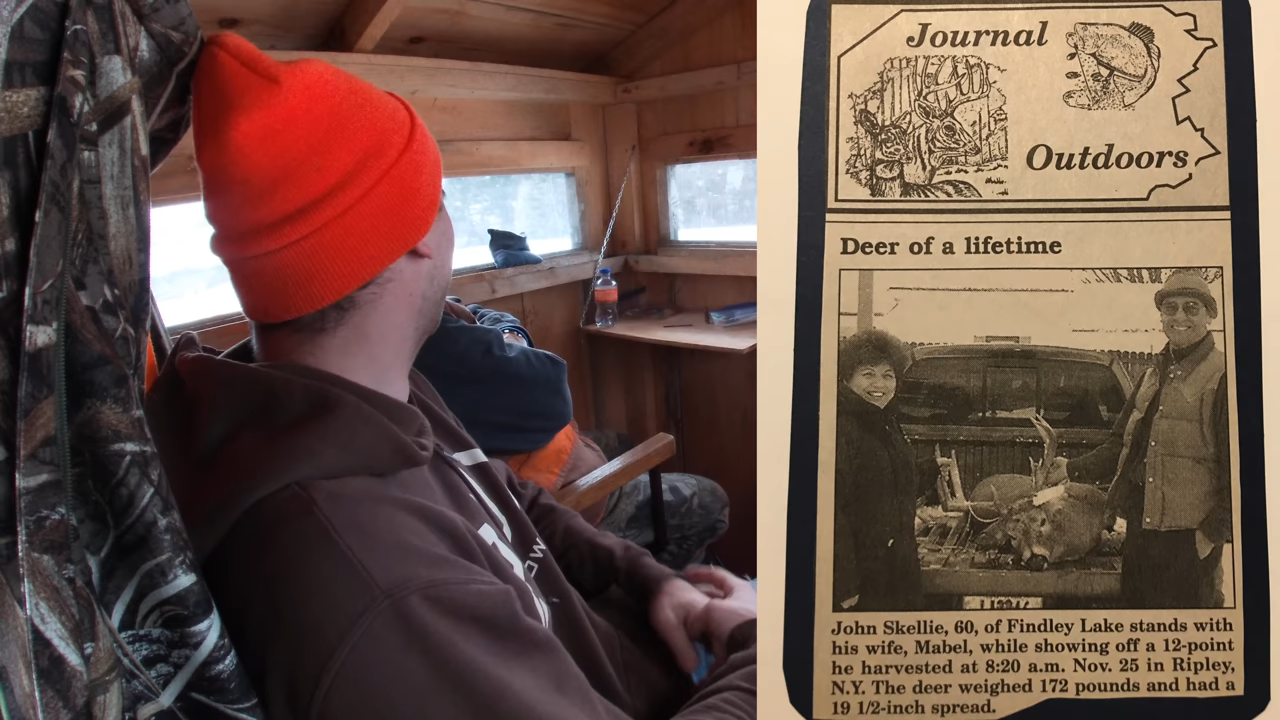 Journal
Outdoors
Deer of a lifetime
John Skellie, 60, of Findley Lake stands with
his wife, Mabel, while showing off a 12-point
he harvested at 8:20 a.m. Nov. 25 in Ripley,
N.Y. The deer weighed 172 pounds and had a
19 1/2-inch spread.